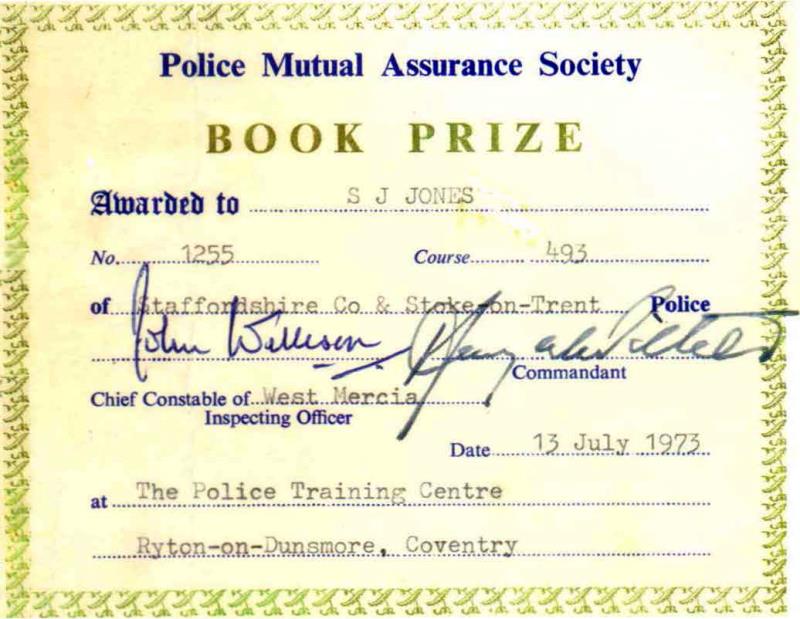 Police Mutual Assurance Society
BOOK PRIZE
Awarded to S J JONES
No. 1255 Course 493
of Staffordshire Co & Stoke-on-Trent Police
John Willison
Commandant
Chief Constable of West Mercia
Inspecting Officer
Date 13 July 1973
at The Police Training Centre
Ryton-on-Dunsmore, Coventry